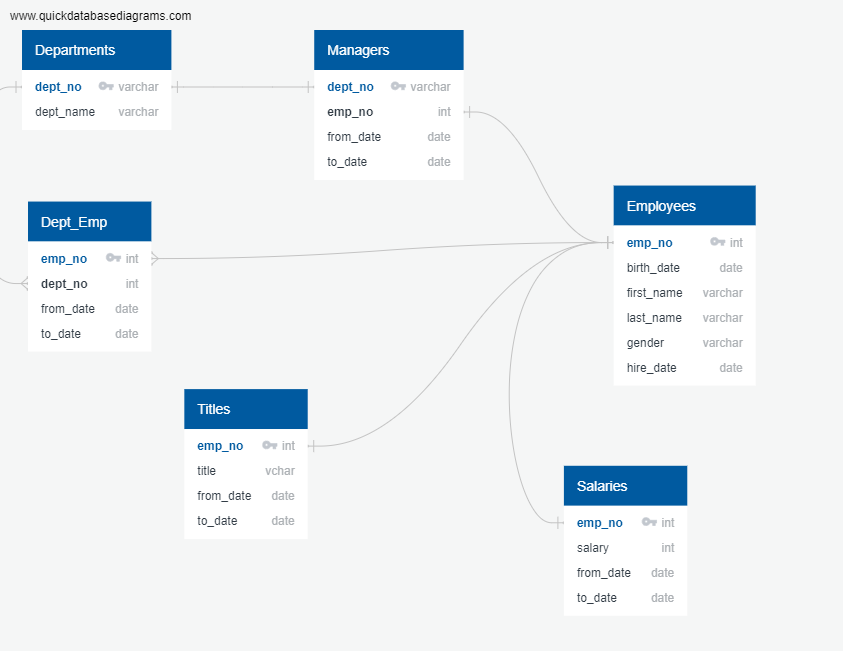 www.quickdatabasediagrams.com
Departments
dept_no varchar
dept_name varchar
Managers
dept_no varchar
emp_no int
from_date date
to_date date
Dept_Emp
emp_no int
dept_no int
from_date date
to_date date
Employees
emp_no int
birth_date date
first_name varchar
last_name varchar
gender varchar
hire_date date
Titles
emp_no int
title vchar
from_date date
to_date date
Salaries
emp_no int
salary int
from_date date
to_date date